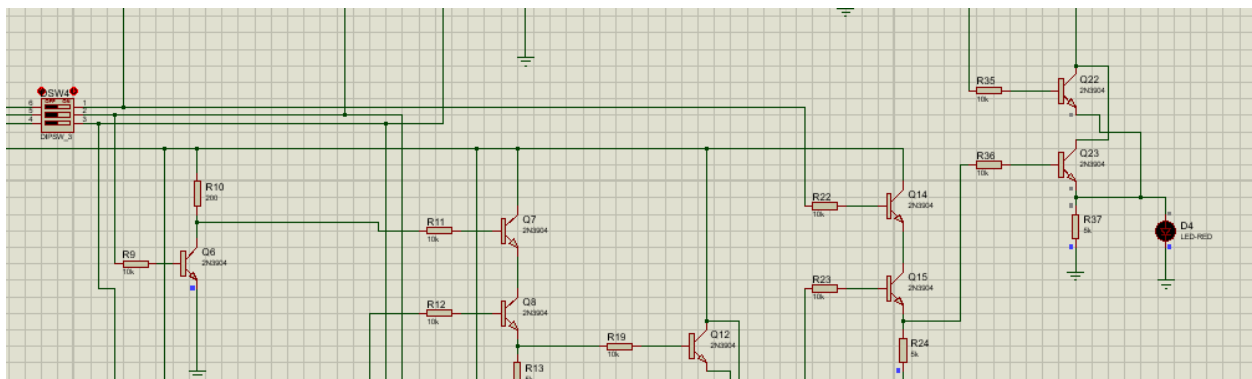 DSW4
OFF ON
6 1
5 2
4 3
DIPSW_3
R10
200
R9
10k
Q6
2N3904
R11
10k
Q7
2N3904
R12
10k
Q8
2N3904
R13
R19
10k
Q12
2N3904
R22
10k
Q14
2N3904
R23
10k
Q15
2N3904
R24
5k
R35
10k
Q22
2N3904
R36
10k
Q23
2N3904
R37
5k
D4
LED-RED